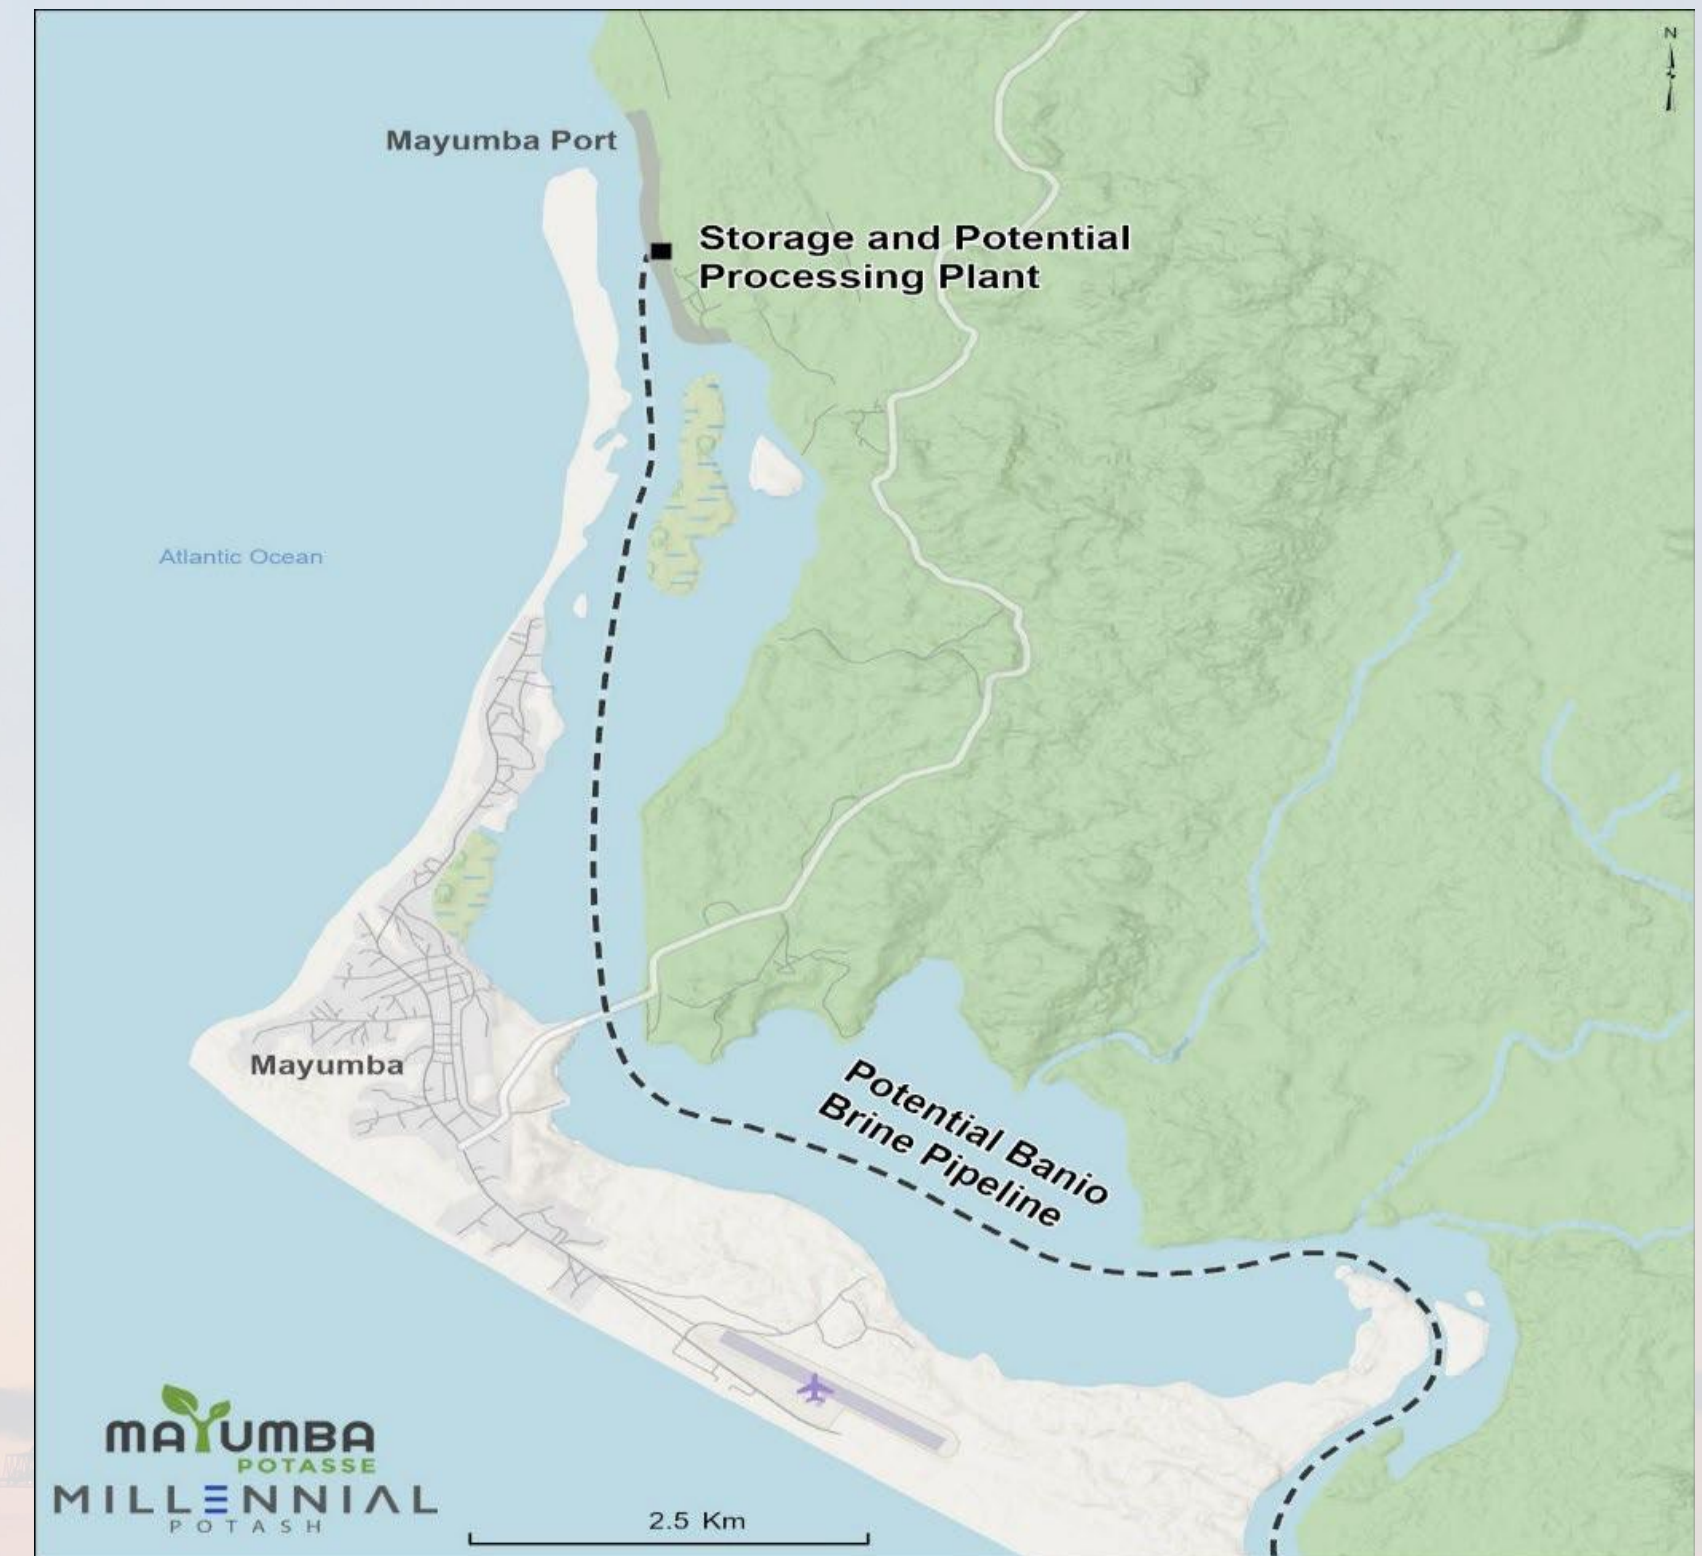 N
Mayumba Port
Storage and Potential
Processing Plant
Atlantic Ocean
Mayumba
Potential Banio
Brine Pipeline
MAYUMBA
POTASSE
MILLENNIAL
POTASH
2.5 Km